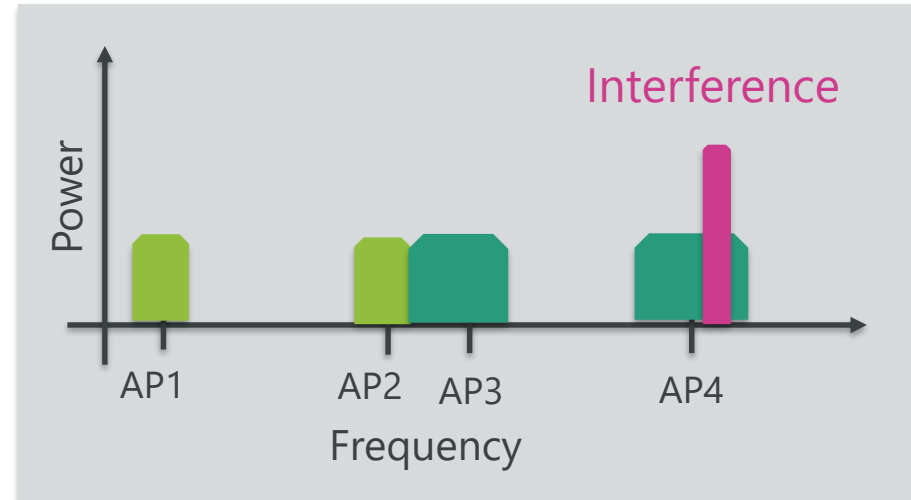 Interference
Power
AP1
AP2
AP3
AP4
Frequency